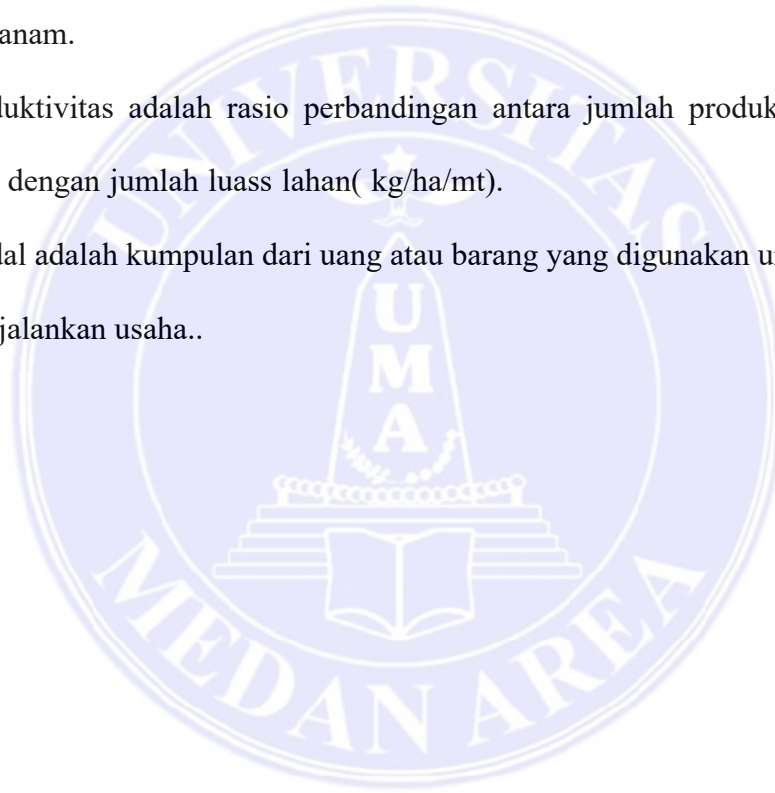 anam.
duktivitas adalah rasio perbandingan antara jumlah produk
dengan jumlah luass lahan( kg/ha/mt).
dal adalah kumpulan dari uang atau barang yang digunakan u
jalankan usaha..
UNIVERSITAS
U
M
A
MEDAN AREA